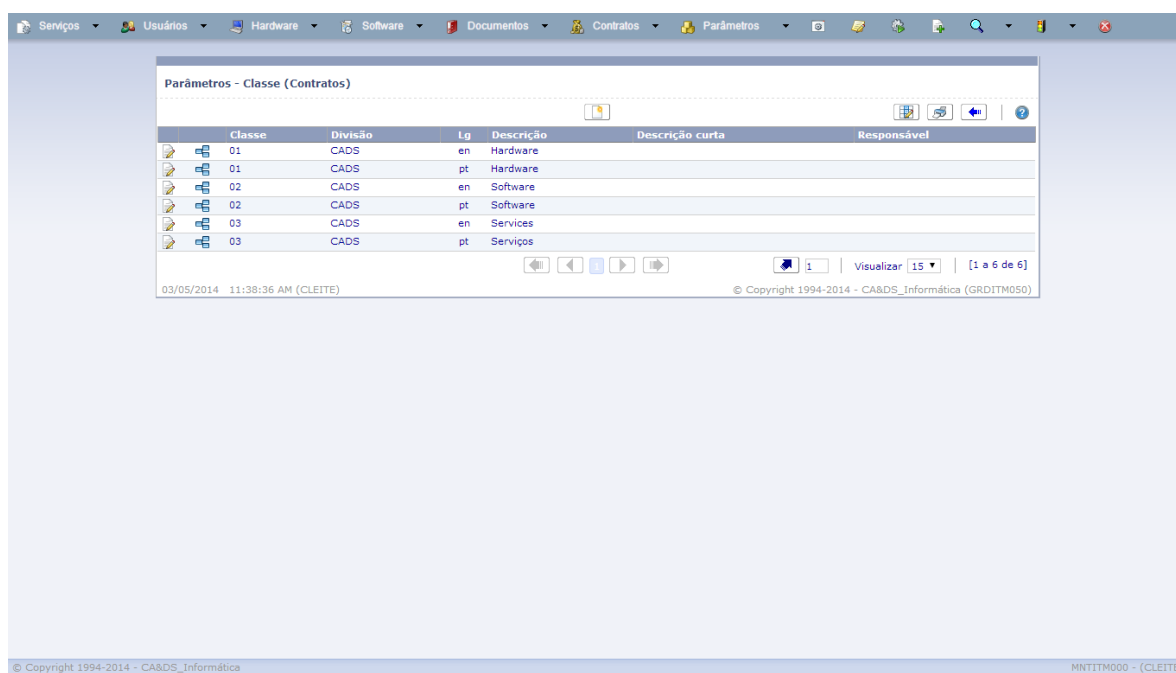 Serviços Usuários Hardware Software Documentos Contratos Parâmetros
Parâmetros - Classe (Contratos)
Classe Divisão Lg Descrição Descrição curta Responsável
01 CADS en Hardware
01 CADS pt Hardware
02 CADS en Software
02 CADS pt Software
03 CADS en Services
03 CADS pt Serviços
1 1 Visualizar 15 [1 a 6 de 6]
03/05/2014 11:38:36 AM (CLEITE) © Copyright 1994-2014 - CA&DS_Informática (GRDITM050)
© Copyright 1994-2014 - CA&DS_Informática MNTITM000 - (CLEITE